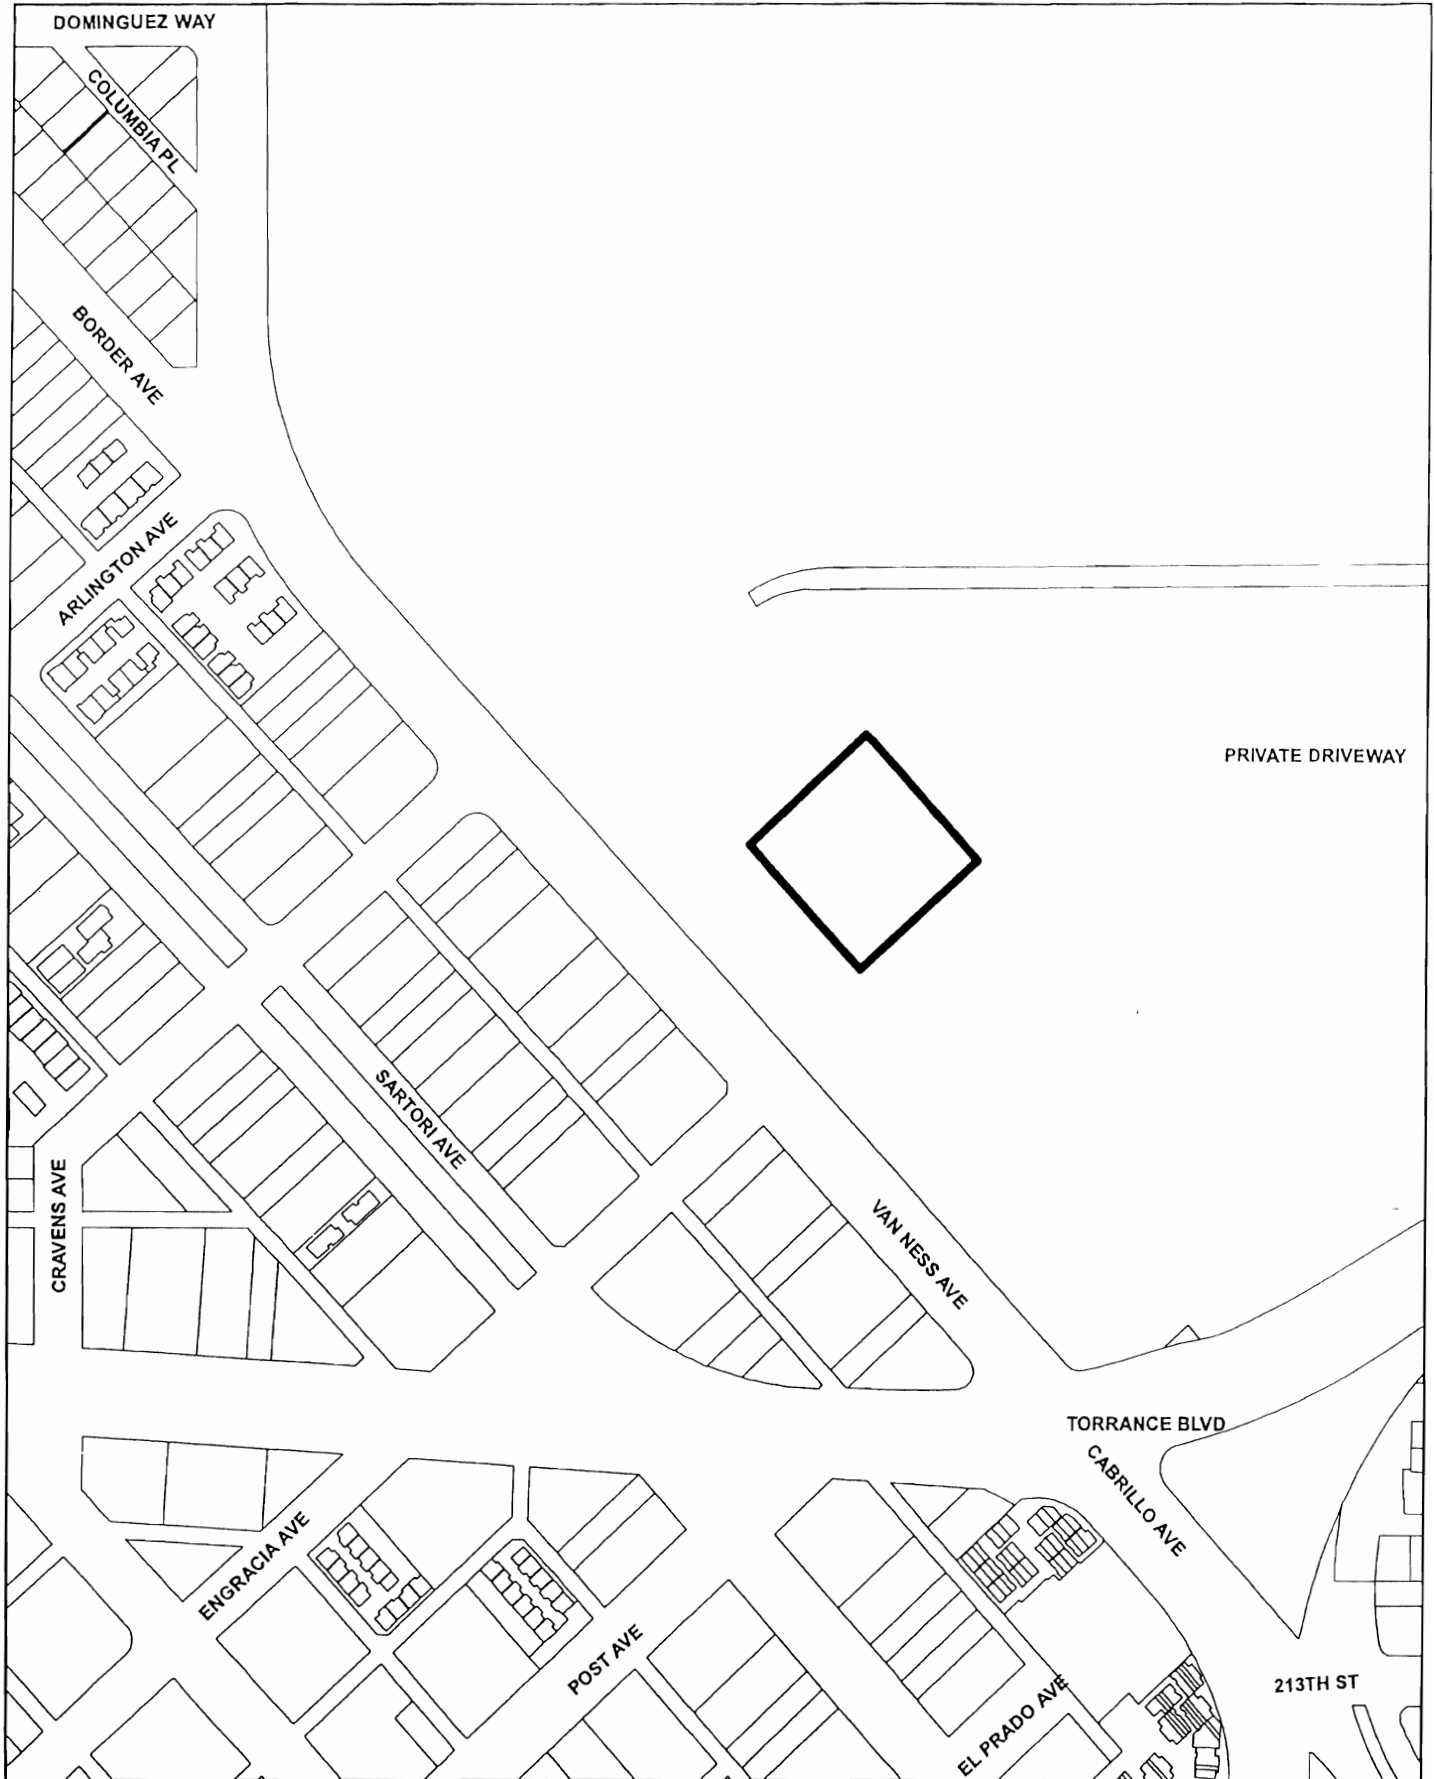 DOMINGUEZ WAY
COLUMBIA PL
BORDER AVE
ARLINGTON AVE
PRIVATE DRIVEWAY
SARTORI AVE
CRAVENS AVE
VAN NESS AVE
TORRANCE BLVD
CABRILLO AVE
ENGRACIA AVE
POST AVE
EL PRADO AVE
213TH ST